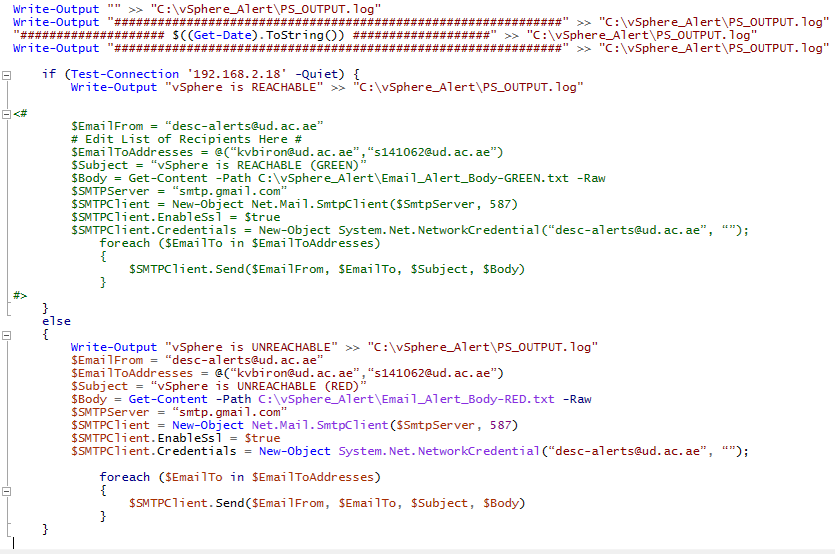 Write-Output "" >> "C:\vSphere_Alert\PS_OUTPUT.log"
Write-Output "##############################################################" >> "C:\vSphere_Alert\PS_OUTPUT.log"
"#################### $((Get-Date).ToString()) ###################" >> "C:\vSphere_Alert\PS_OUTPUT.log"
Write-Output "##############################################################" >> "C:\vSphere_Alert\PS_OUTPUT.log"
if (Test-Connection '192.168.2.18' -Quiet) {
Write-Output "vSphere is REACHABLE" >> "C:\vSphere_Alert\PS_OUTPUT.log"
<#
$EmailFrom = “desc-alerts@ud.ac.ae”
# Edit List of Recipients Here #
$EmailToAddresses = @(“kvbiron@ud.ac.ae”,“s141062@ud.ac.ae”)
$Subject = “vSphere is REACHABLE (GREEN)”
$Body = Get-Content -Path C:\vSphere_Alert\Email_Alert_Body-GREEN.txt -Raw
$SMTPServer = “smtp.gmail.com”
$SMTPClient = New-Object Net.Mail.SmtpClient($SmtpServer, 587)
$SMTPClient.EnableSsl = $true
$SMTPClient.Credentials = New-Object System.Net.NetworkCredential(“desc-alerts@ud.ac.ae”, “”);
foreach ($EmailTo in $EmailToAddresses)
{
$SMTPClient.Send($EmailFrom, $EmailTo, $Subject, $Body)
}
#>
}
else
{
Write-Output "vSphere is UNREACHABLE" >> "C:\vSphere_Alert\PS_OUTPUT.log"
$EmailFrom = “desc-alerts@ud.ac.ae”
$EmailToAddresses = @(“kvbiron@ud.ac.ae”,“s141062@ud.ac.ae”)
$Subject = “vSphere is UNREACHABLE (RED)”
$Body = Get-Content -Path C:\vSphere_Alert\Email_Alert_Body-RED.txt -Raw
$SMTPServer = “smtp.gmail.com”
$SMTPClient = New-Object Net.Mail.SmtpClient($SmtpServer, 587)
$SMTPClient.EnableSsl = $true
$SMTPClient.Credentials = New-Object System.Net.NetworkCredential(“desc-alerts@ud.ac.ae”, “”);
foreach ($EmailTo in $EmailToAddresses)
{
$SMTPClient.Send($EmailFrom, $EmailTo, $Subject, $Body)
}
}